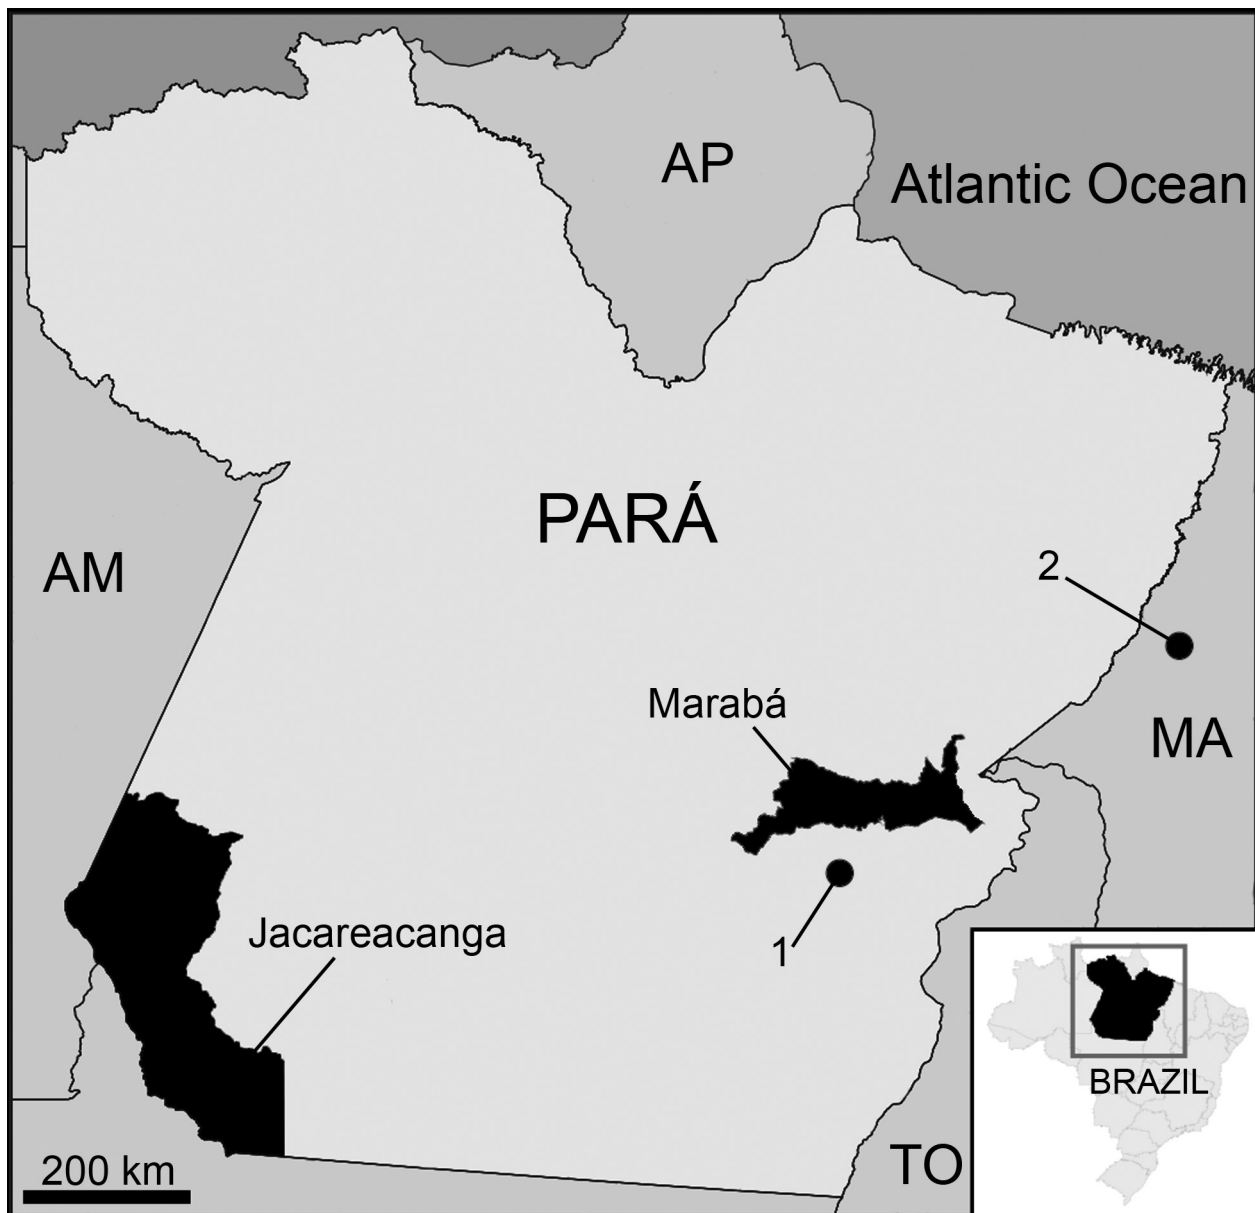 AP
Atlantic Ocean
PARÁ
AM
2
Marabá
MA
Jacareacanga
1
BRAZIL
200 km
TO